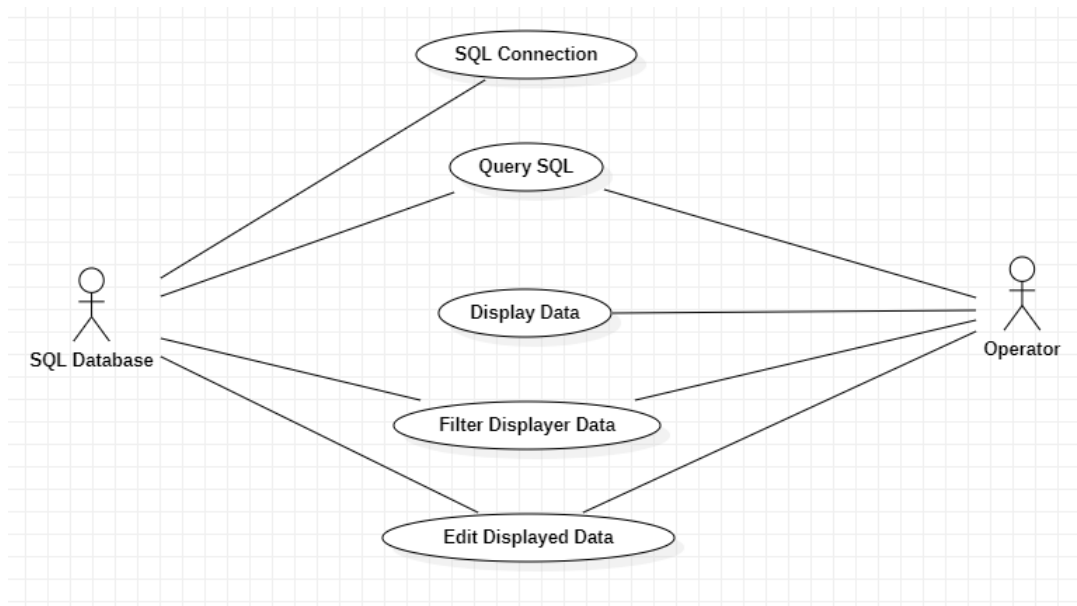 SQL Connection
Query SQL
Display Data
SQL Database
Operator
Filter Displayer Data
Edit Displayed Data